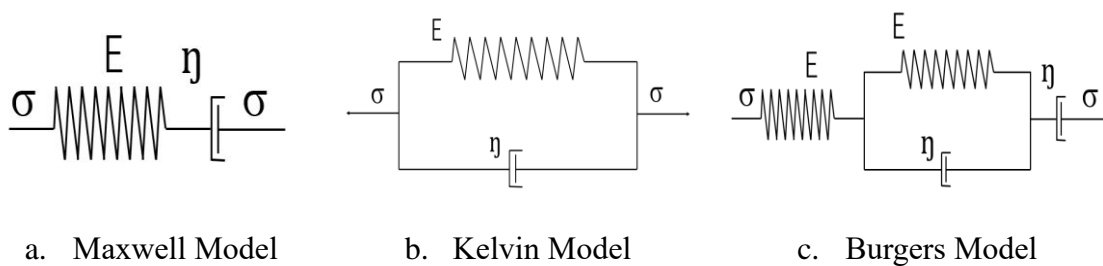 E ŋ
σ σ
a. Maxwell Model
E
σ σ
ŋ
b. Kelvin Model
E
E ŋ
σ σ
ŋ
c. Burgers Model